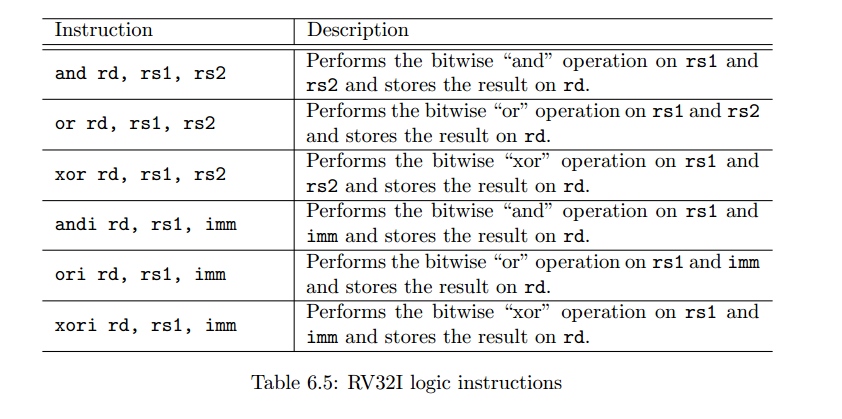 Instruction Description
and rd, rs1, rs2
Performs the bitwise “and” operation on rs1 and
rs2 and stores the result on rd.
or rd, rs1, rs2
Performs the bitwise “or” operation on rs1 and rs2
and stores the result on rd.
xor rd, rs1, rs2
Performs the bitwise “xor” operation on rs1 and
rs2 and stores the result on rd.
andi rd, rs1, imm
Performs the bitwise “and” operation on rs1 and
imm and stores the result on rd.
ori rd, rs1, imm
Performs the bitwise “or” operation on rs1 and imm
and stores the result on rd.
xori rd, rs1, imm
Performs the bitwise “xor” operation on rs1 and
imm and stores the result on rd.
Table 6.5: RV32I logic instructions